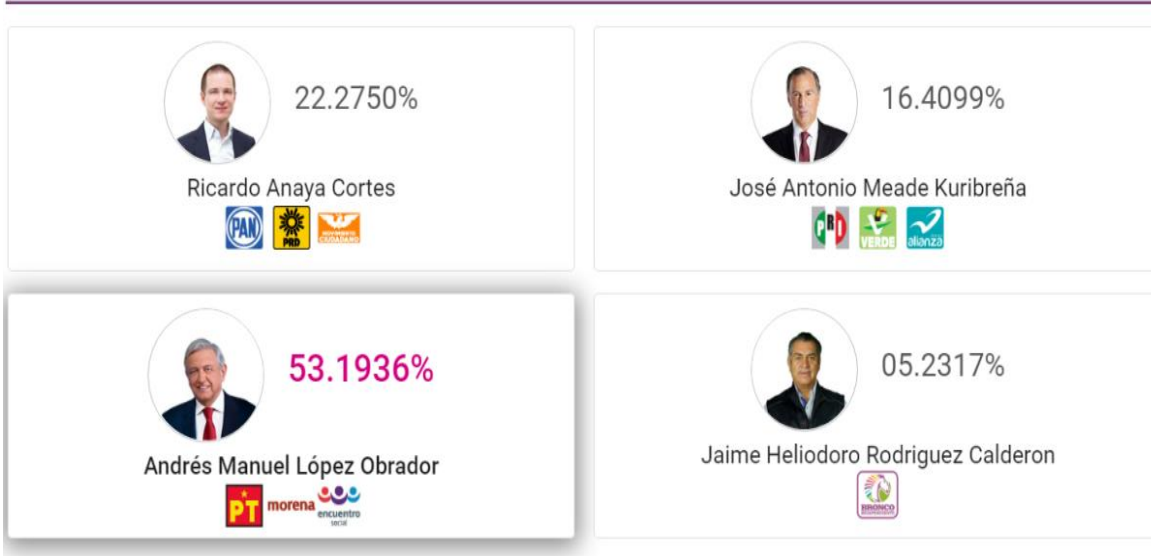 22.2750%
Ricardo Anaya Cortes
PAN PRD MOVIMIENTO CIUDADANO
16.4099%
José Antonio Meade Kuribreña
PRI VERDE alianza
53.1936%
Andrés Manuel López Obrador
PT morena encuentro social
05.2317%
Jaime Heliodoro Rodriguez Calderon
BRONCO